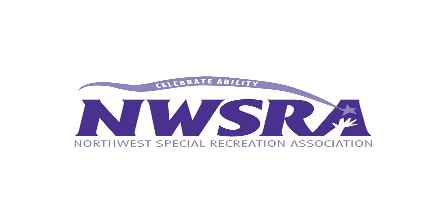 CELEBRATE ABILITY
NWSRA
NORTHWEST SPECIAL RECREATION ASSOCIATION